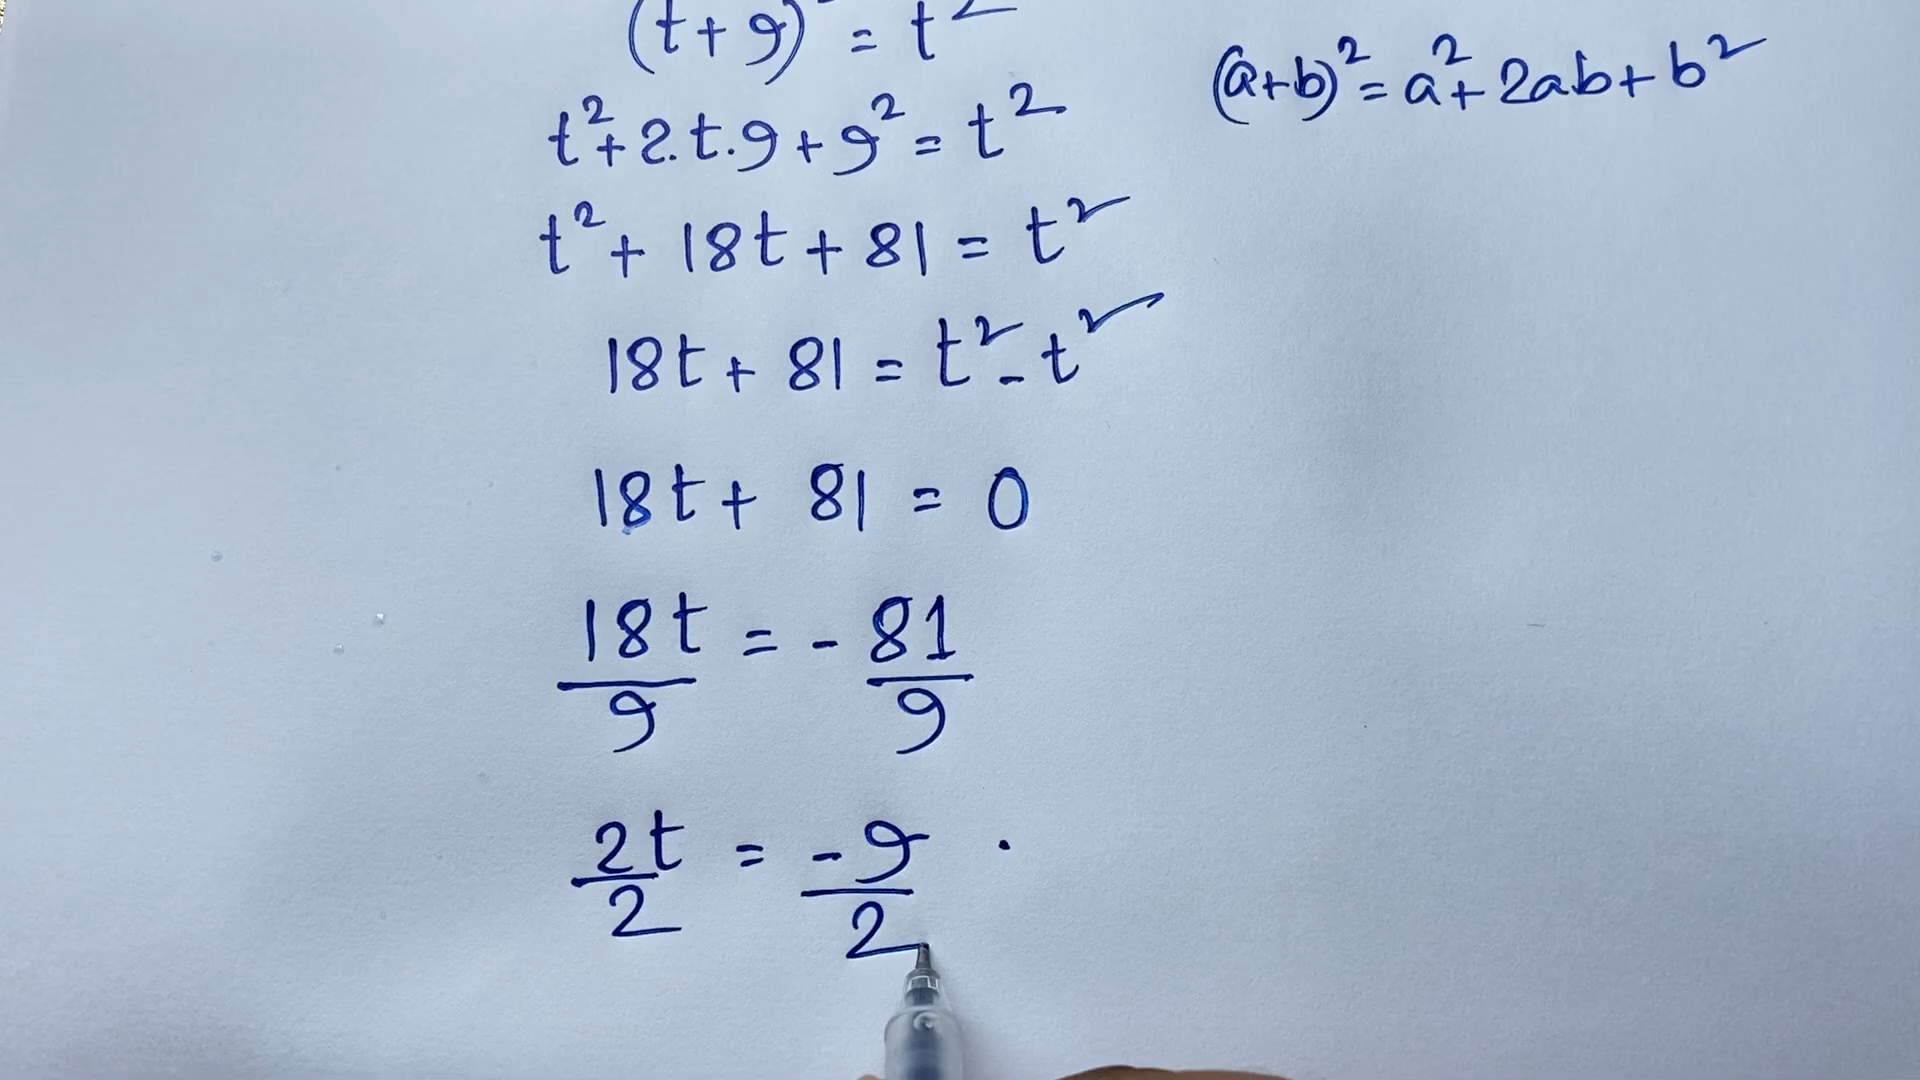 (t+9)² = t²
(a+b)² = a² + 2ab + b²
t² + 2.t.9 + 9² = t²
t² + 18t + 81 = t²
18t + 81 = t² - t²
18t + 81 = 0
18t/9 = - 81/9
2t/2 = -9/2 .